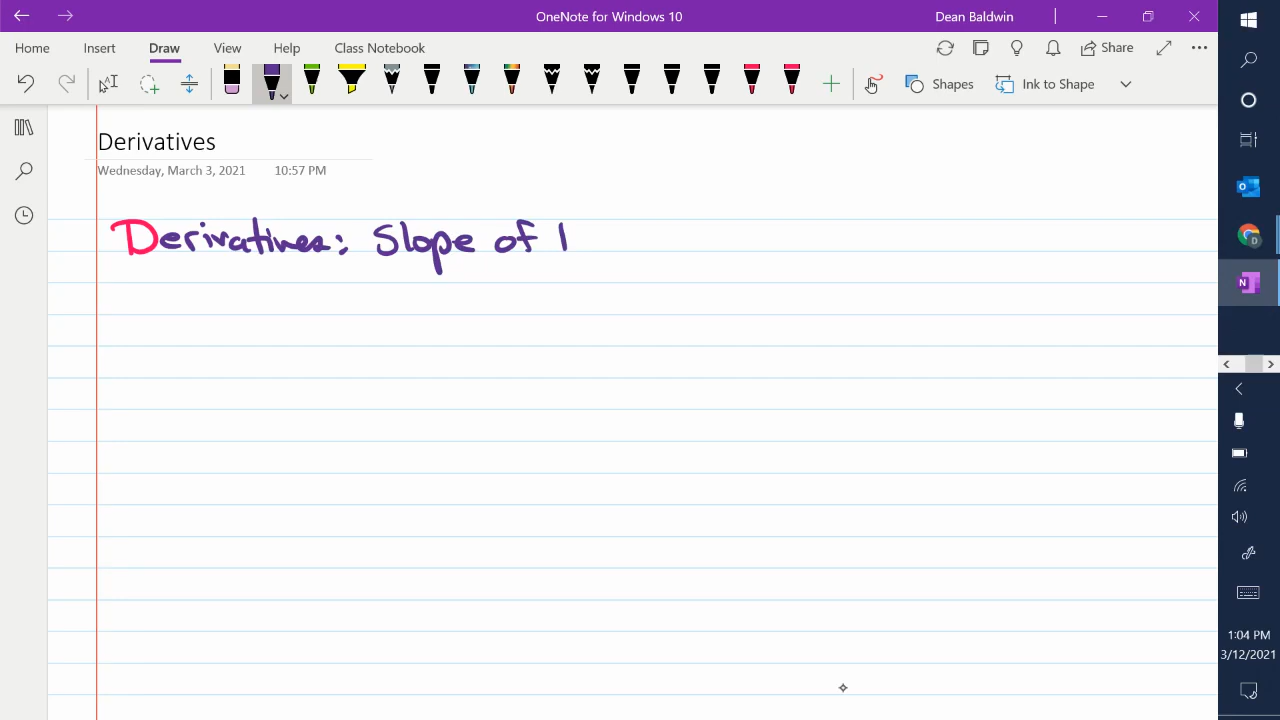 OneNote for Windows 10
Dean Baldwin
Home Insert Draw View Help Class Notebook
Share
Shapes
Ink to Shape
Derivatives
Wednesday, March 3, 2021 10:57 PM
Derivatives: Slope of
1:04 PM
3/12/2021